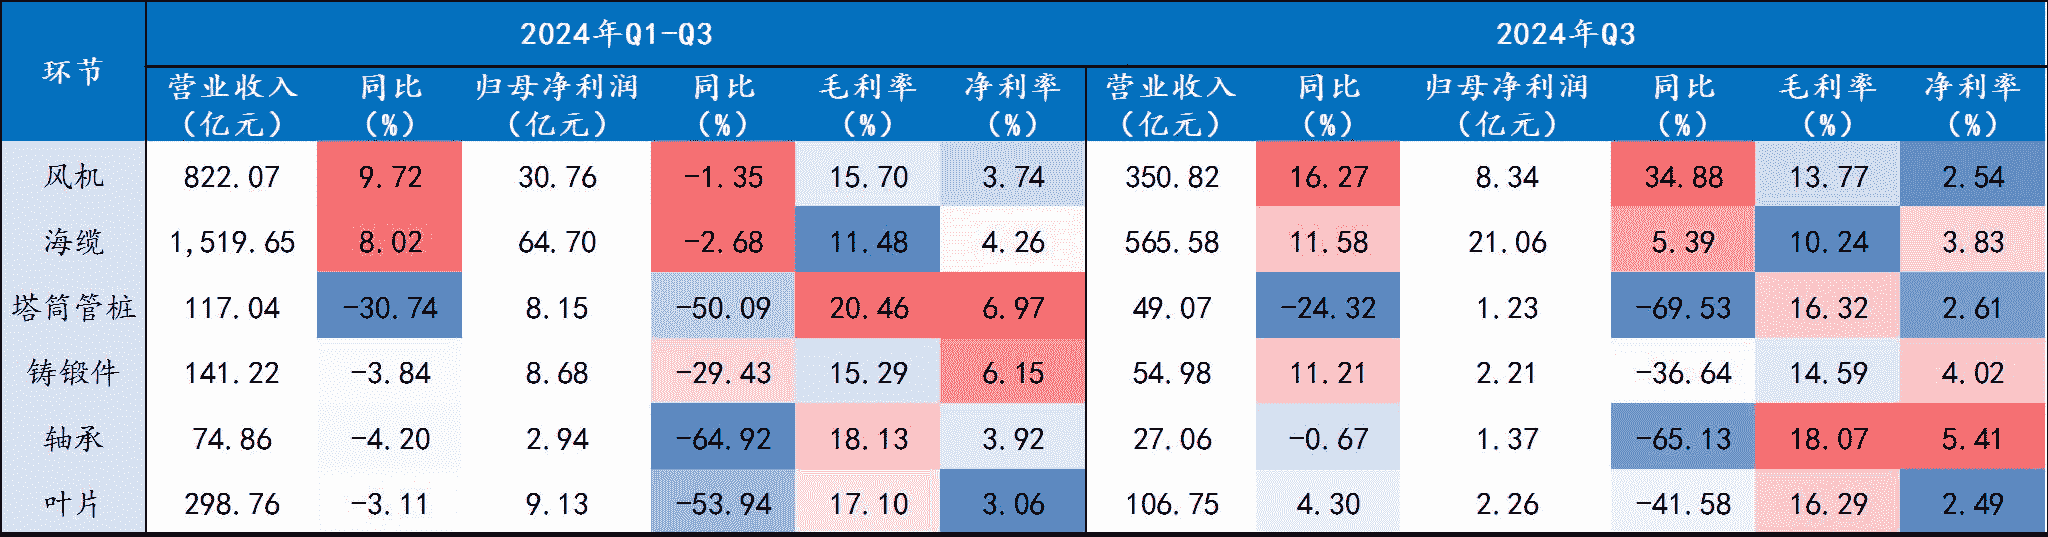 2024年Q1-Q3 2024年Q3
环节 营业收入 同比 归母净利润 同比 毛利率 净利率 营业收入 同比 归母净利润 同比 毛利率 净利率
(亿元) (%) (亿元) (%) (%) (%) (亿元) (%) (亿元) (%) (%) (%)
风机 822.07 9.72 30.76 -1.35 15.70 3.74 350.82 16.27 8.34 34.88 13.77 2.54
海缆 1,519.65 8.02 64.70 -2.68 11.48 4.26 565.58 11.58 21.06 5.39 10.24 3.83
塔筒管桩 117.04 -30.74 8.15 -50.09 20.46 6.97 49.07 -24.32 1.23 -69.53 16.32 2.61
铸锻件 141.22 -3.84 8.68 -29.43 15.29 6.15 54.98 11.21 2.21 -36.64 14.59 4.02
轴承 74.86 -4.20 2.94 -64.92 18.13 3.92 27.06 -0.67 1.37 -65.13 18.07 5.41
叶片 298.76 -3.11 9.13 -53.94 17.10 3.06 106.75 4.30 2.26 -41.58 16.29 2.49